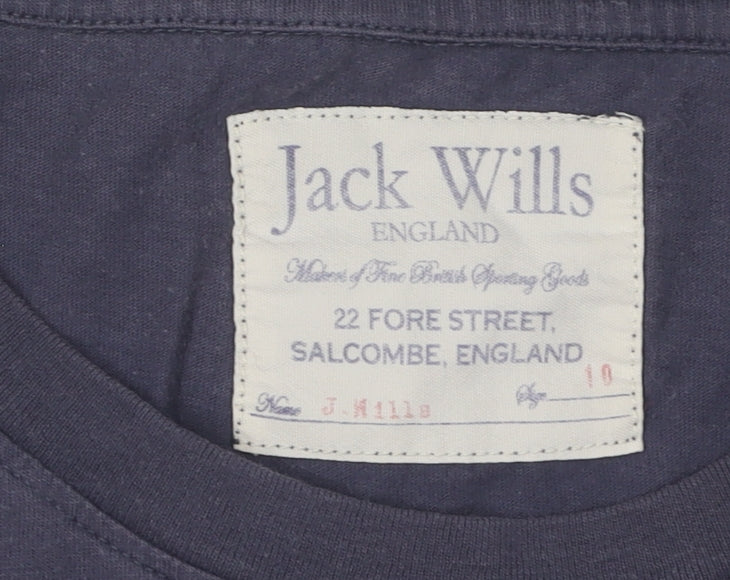 Jack Wills
ENGLAND
Makers of Fine British Sporting Goods
22 FORE STREET,
SALCOMBE, ENGLAND
Name J.Wills Size 10